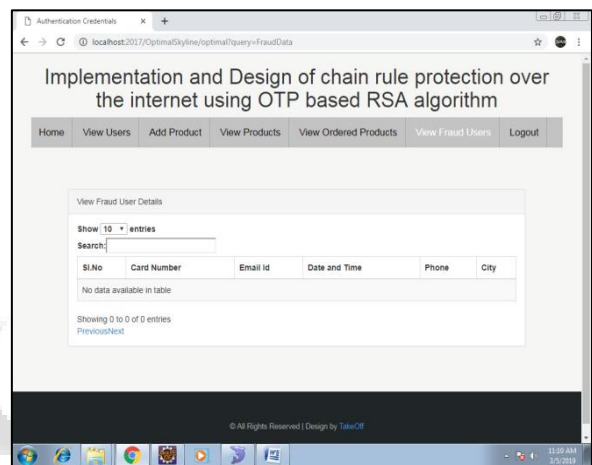 Authentication Credentials
localhost:2017/OptimalSkyline/optimal?query=FraudData
Implementation and Design of chain rule protection over
the internet using OTP based RSA algorithm
Home View Users Add Product View Products View Ordered Products View Fraud Users Logout
View Fraud User Details
Show 10 entries
Search:
Sl.No Card Number Email Id Date and Time Phone City
No data available in table
Showing 0 to 0 of 0 entries
PreviousNext
© All Rights Reserved | Design by TakeOff
11:10 AM
3/5/2019